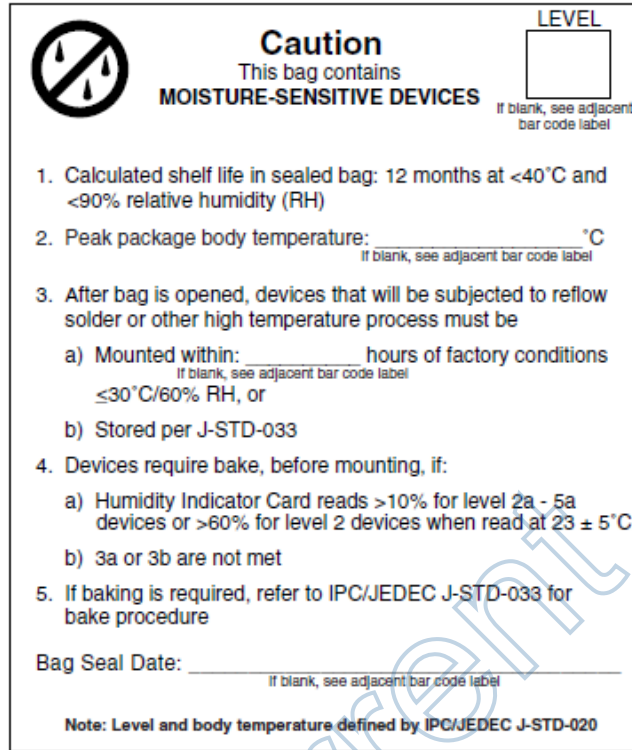 LEVEL
Caution
This bag contains
MOISTURE-SENSITIVE DEVICES
If blank, see adjacent
bar code label
1. Calculated shelf life in sealed bag: 12 months at <40˚C and
<90% relative humidity (RH)
2. Peak package body temperature: ____________________˚C
If blank, see adjacent bar code label
3. After bag is opened, devices that will be subjected to reflow
solder or other high temperature process must be
a) Mounted within: ___________ hours of factory conditions
If blank, see adjacent bar code label
≤30˚C/60% RH, or
b) Stored per J-STD-033
4. Devices require bake, before mounting, if:
a) Humidity Indicator Card reads >10% for level 2a - 5a
devices or >60% for level 2 devices when read at 23 ± 5˚C
b) 3a or 3b are not met
5. If baking is required, refer to IPC/JEDEC J-STD-033 for
bake procedure
Bag Seal Date: __________________________________________
If blank, see adjacent bar code label
Note: Level and body temperature defined by IPC/JEDEC J-STD-020